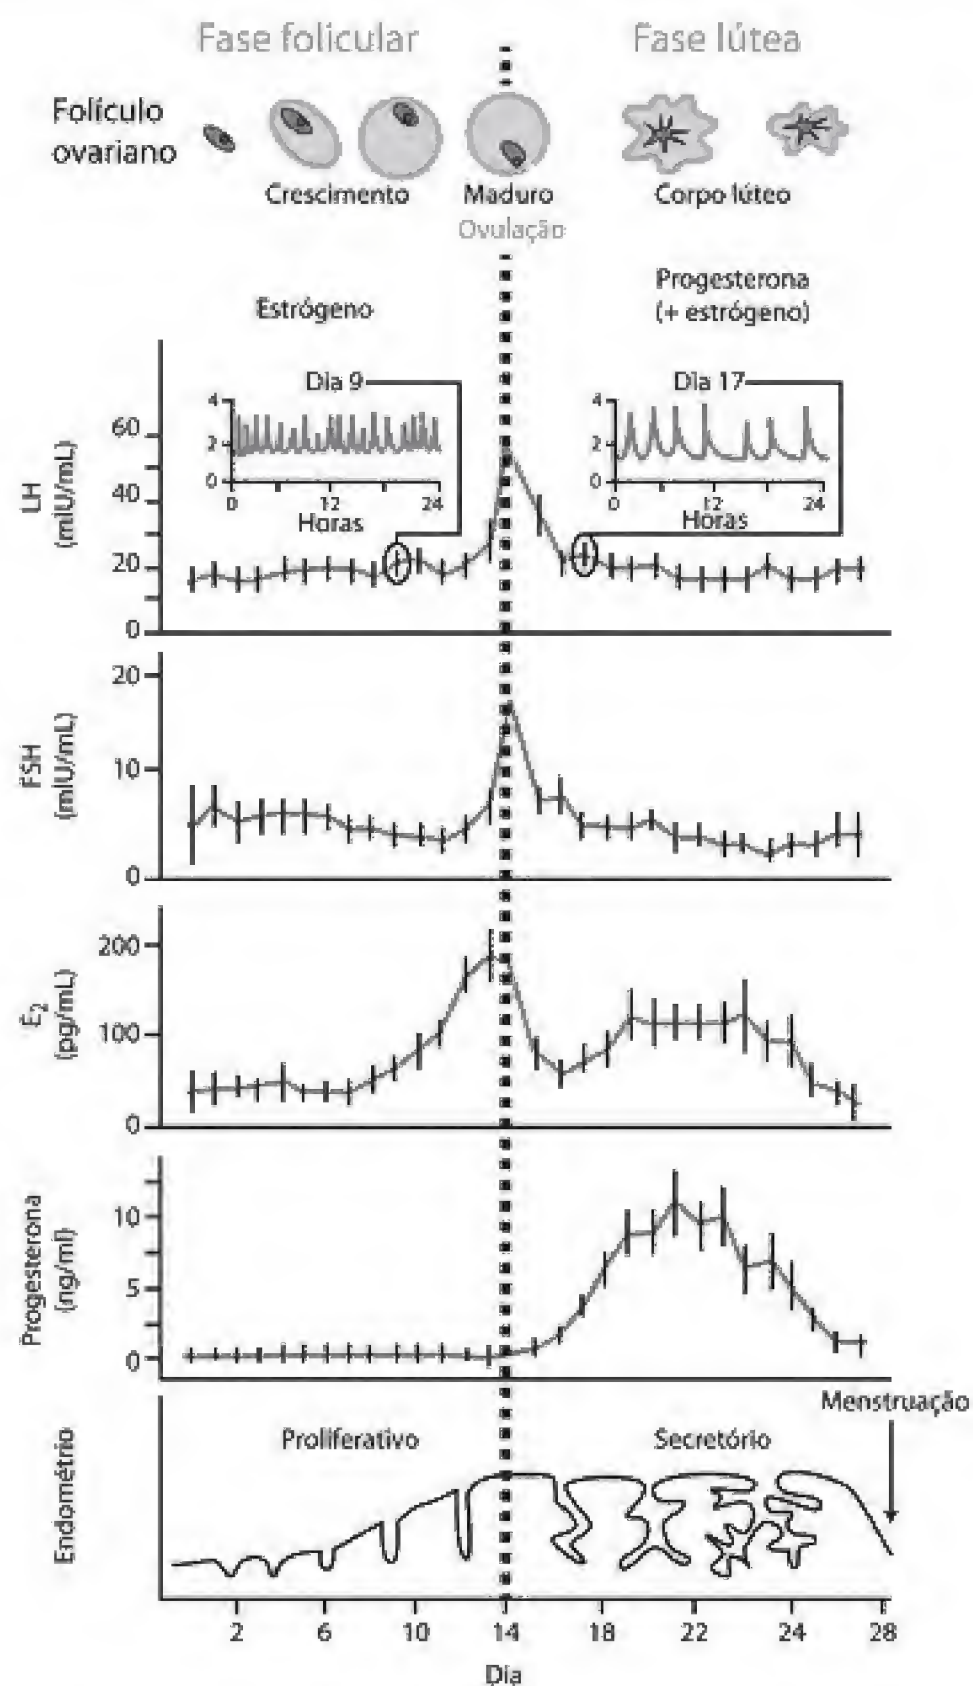 Fase folicular
Fase lútea
Folículo
ovariano
Crescimento
Maduro
Corpo lúteo
Ovulação
Estrógeno
Progesterona
(+ estrógeno)
LH
(mIU/mL)
60
40
20
0
Dia 9
4
2
0
0
12
24
Horas
Dia 17
4
2
0
0
12
24
Horas
FSH
(mIU/mL)
20
10
0
E2
(pg/mL)
200
100
0
Progesterona
(ng/ml)
10
5
0
Endométrio
Proliferativo
Secretório
Menstruação
2
6
10
14
18
22
24
28
Dia